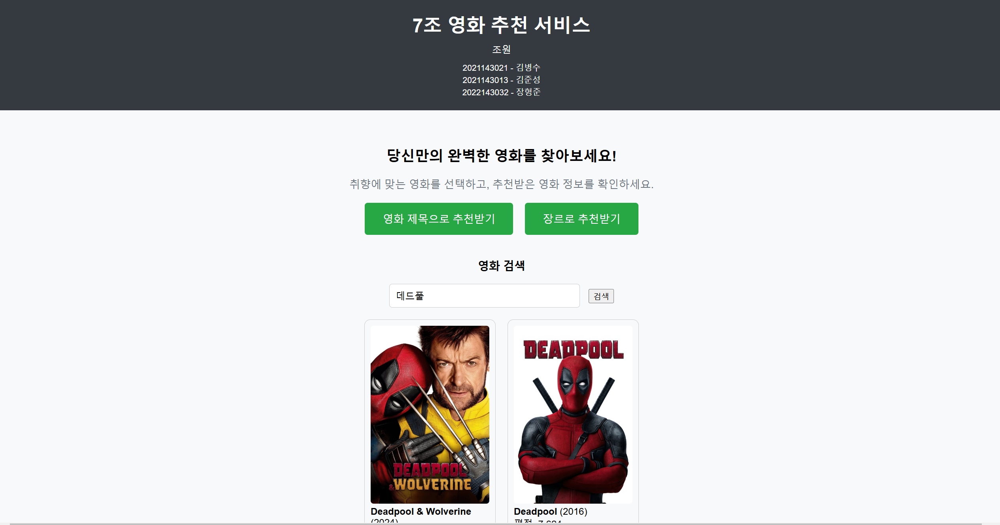 7조 영화 추천 서비스
조원
2021143021 - 김병수
2021143013 - 김준성
2022143032 - 장형준
당신만의 완벽한 영화를 찾아보세요!
취향에 맞는 영화를 선택하고, 추천받은 영화 정보를 확인하세요.
영화 제목으로 추천받기
장르로 추천받기
영화 검색
데드풀
검색
DEADPOOL
& WOLVERINE
DEADPOOL
Deadpool & Wolverine
(2024)
Deadpool (2016)
평점: 7.624